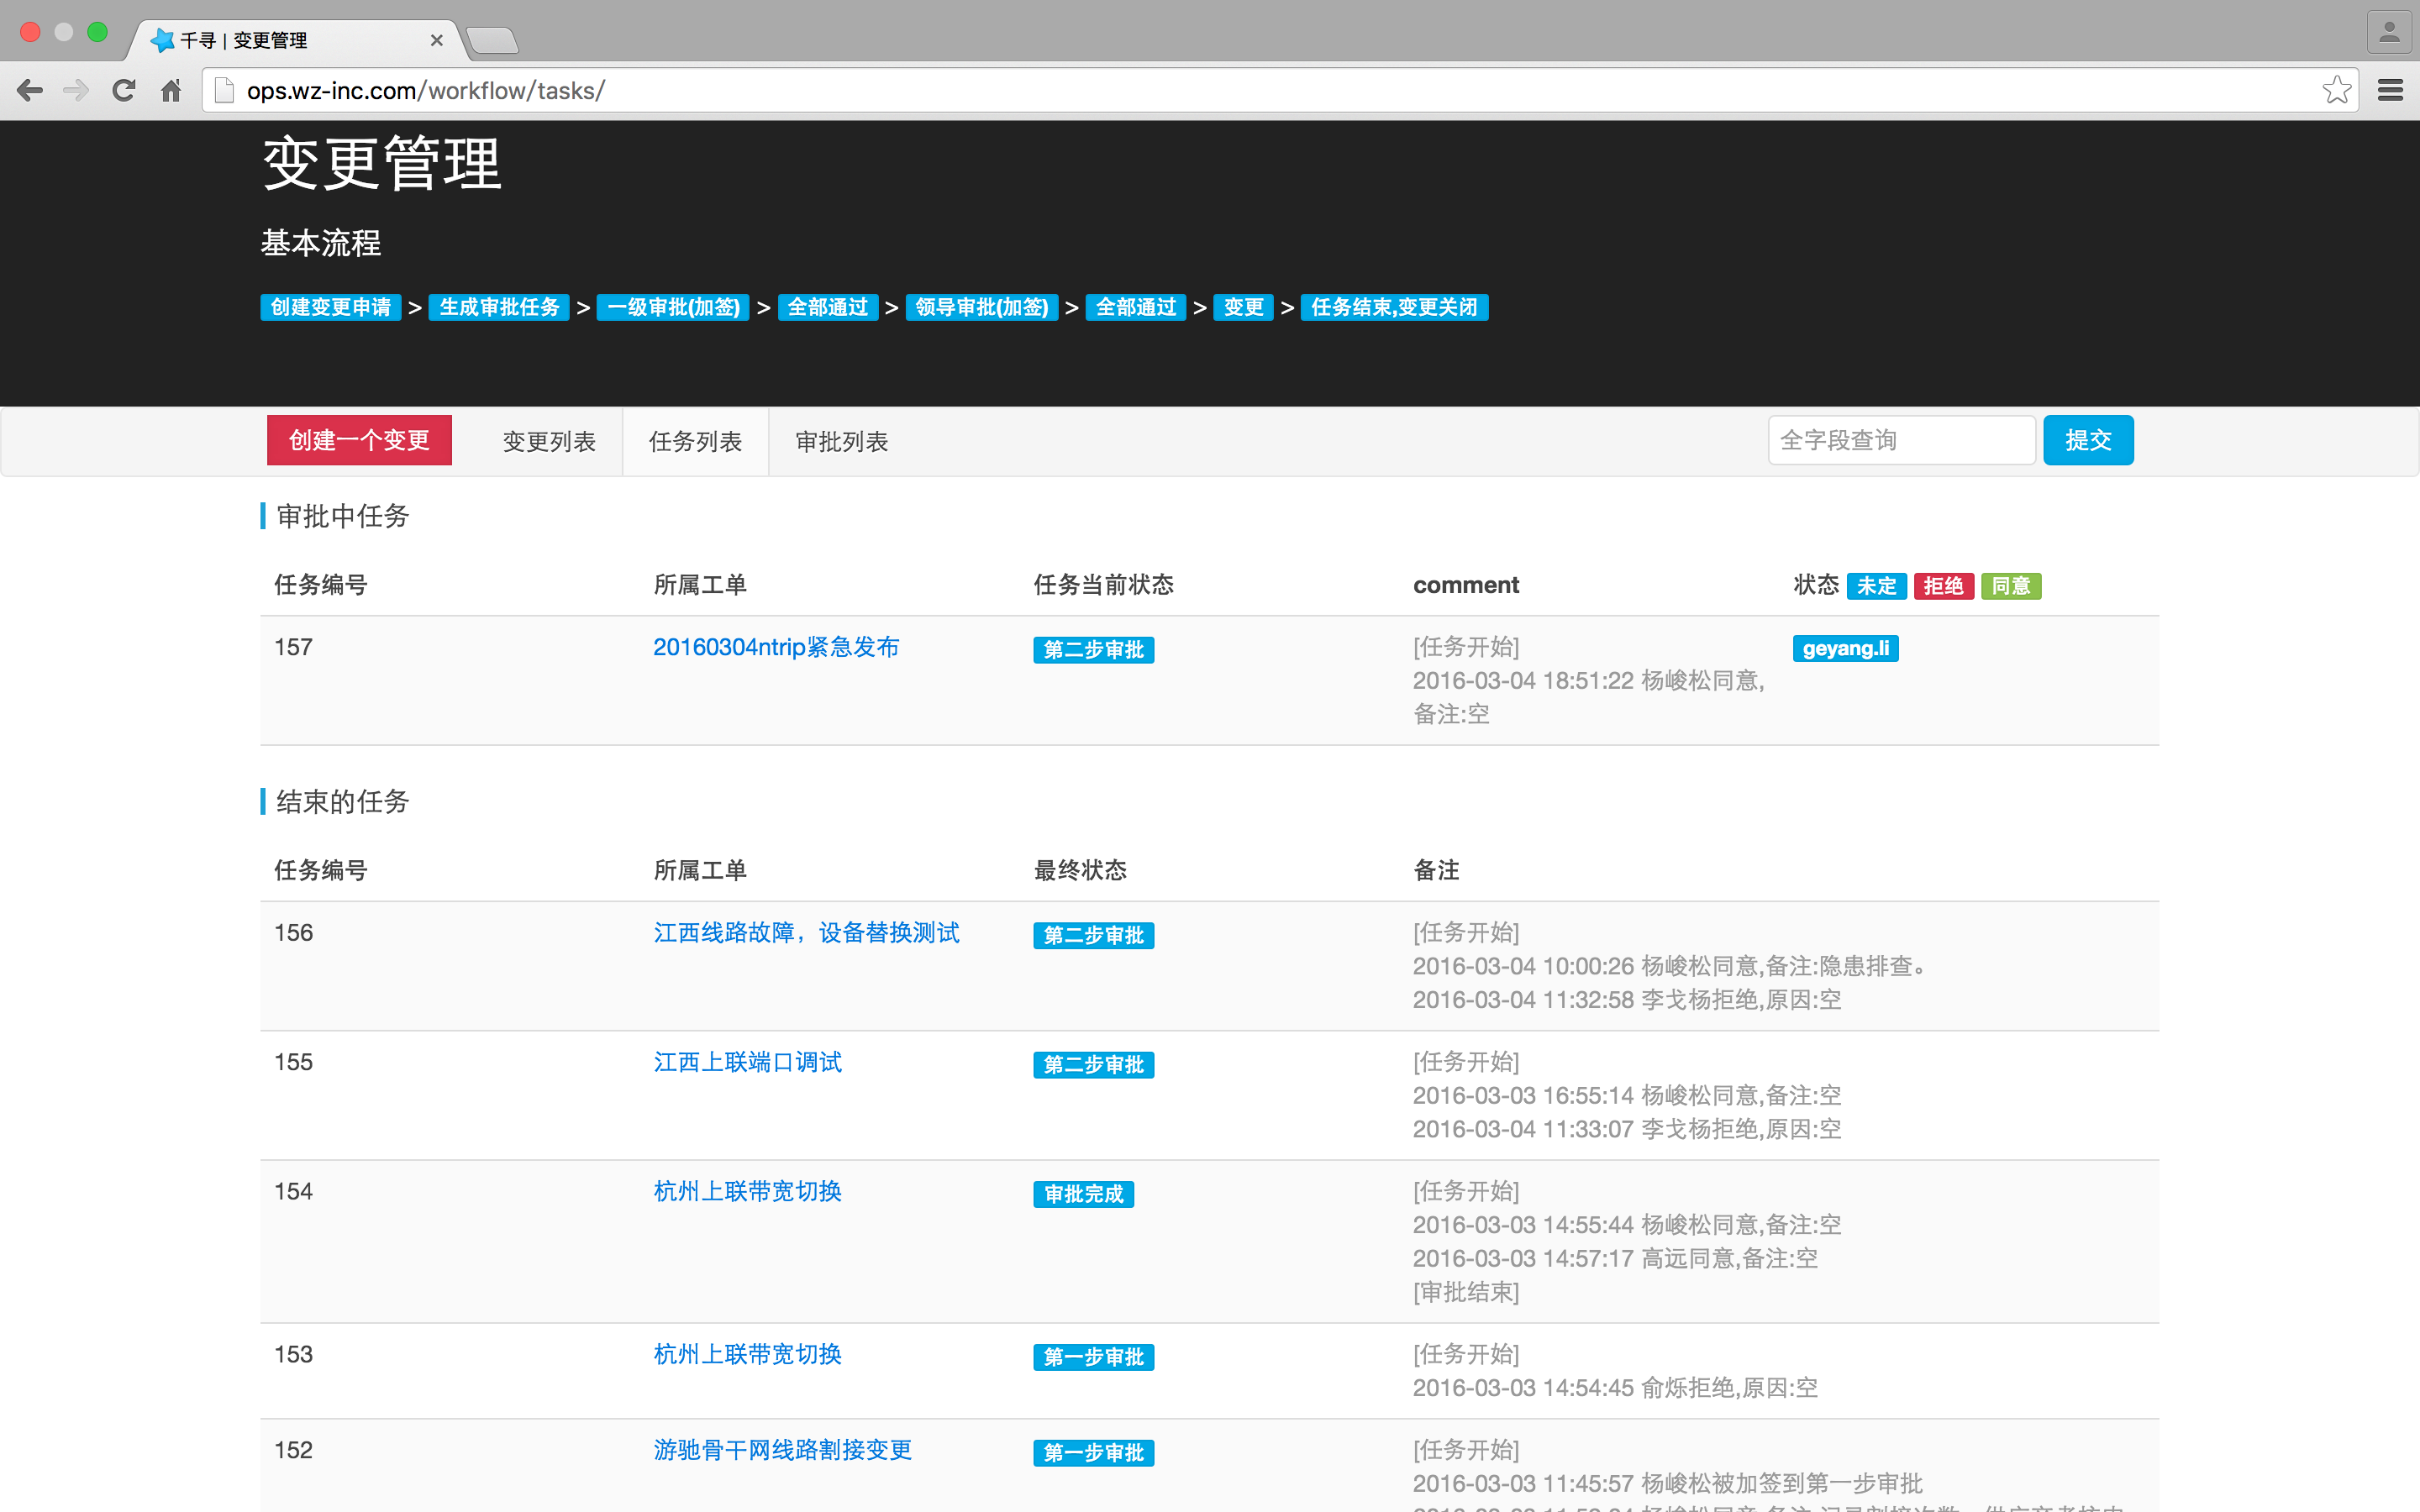 千寻 | 变更管理
ops.wz-inc.com/workflow/tasks/
变更管理
基本流程
创建变更申请 > 生成审批任务 > 一级审批(加签) > 全部通过 > 领导审批(加签) > 全部通过 > 变更 > 任务结束,变更关闭
创建一个变更 变更列表 任务列表 审批列表 全字段查询 提交
审批中任务
任务编号 所属工单 任务当前状态 comment 状态 未定 拒绝 同意
157 20160304ntrip紧急发布 第二步审批 [任务开始] geyang.li
2016-03-04 18:51:22 杨峻松同意,
备注:空
结束的任务
任务编号 所属工单 最终状态 备注
156 江西线路故障，设备替换测试 第二步审批 [任务开始]
2016-03-04 10:00:26 杨峻松同意,备注:隐患排查。
2016-03-04 11:32:58 李戈杨拒绝,原因:空
155 江西上联端口调试 第二步审批 [任务开始]
2016-03-03 16:55:14 杨峻松同意,备注:空
2016-03-04 11:33:07 李戈杨拒绝,原因:空
154 杭州上联带宽切换 审批完成 [任务开始]
2016-03-03 14:55:44 杨峻松同意,备注:空
2016-03-03 14:57:17 高远同意,备注:空
[审批结束]
153 杭州上联带宽切换 第一步审批 [任务开始]
2016-03-03 14:54:45 俞烁拒绝,原因:空
152 游驰骨干网线路割接变更 第一步审批 [任务开始]
2016-03-03 11:45:57 杨峻松被加签到第一步审批